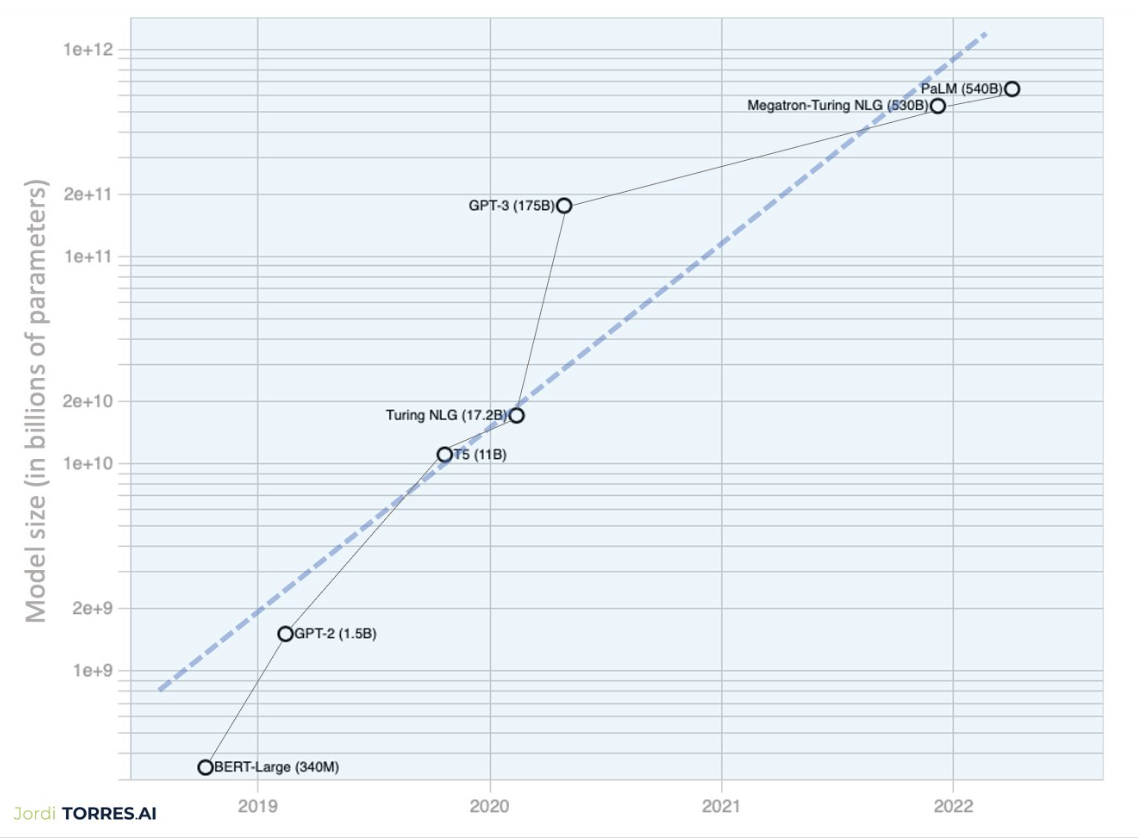 1e+12
PaLM (540B)
Megatron-Turing NLG (530B)
2e+11
GPT-3 (175B)
1e+11
Model size (in billions of parameters)
2e+10
Turing NLG (17.2B)
T5 (11B)
1e+10
2e+9
GPT-2 (1.5B)
1e+9
BERT-Large (340M)
2019 2020 2021 2022
Jordi TORRES.AI